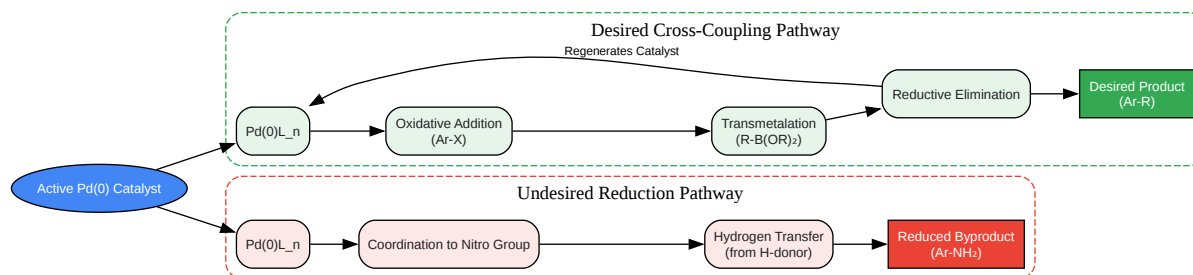 Desired Cross-Coupling Pathway
Regenerates Catalyst
Pd(0)L_n
Oxidative Addition
(Ar-X)
Transmetalation
(R-B(OR)₂)
Reductive Elimination
Desired Product
(Ar-R)
Active Pd(0) Catalyst
Undesired Reduction Pathway
Pd(0)L_n
Coordination to Nitro Group
Hydrogen Transfer
(from H-donor)
Reduced Byproduct
(Ar-NH₂)